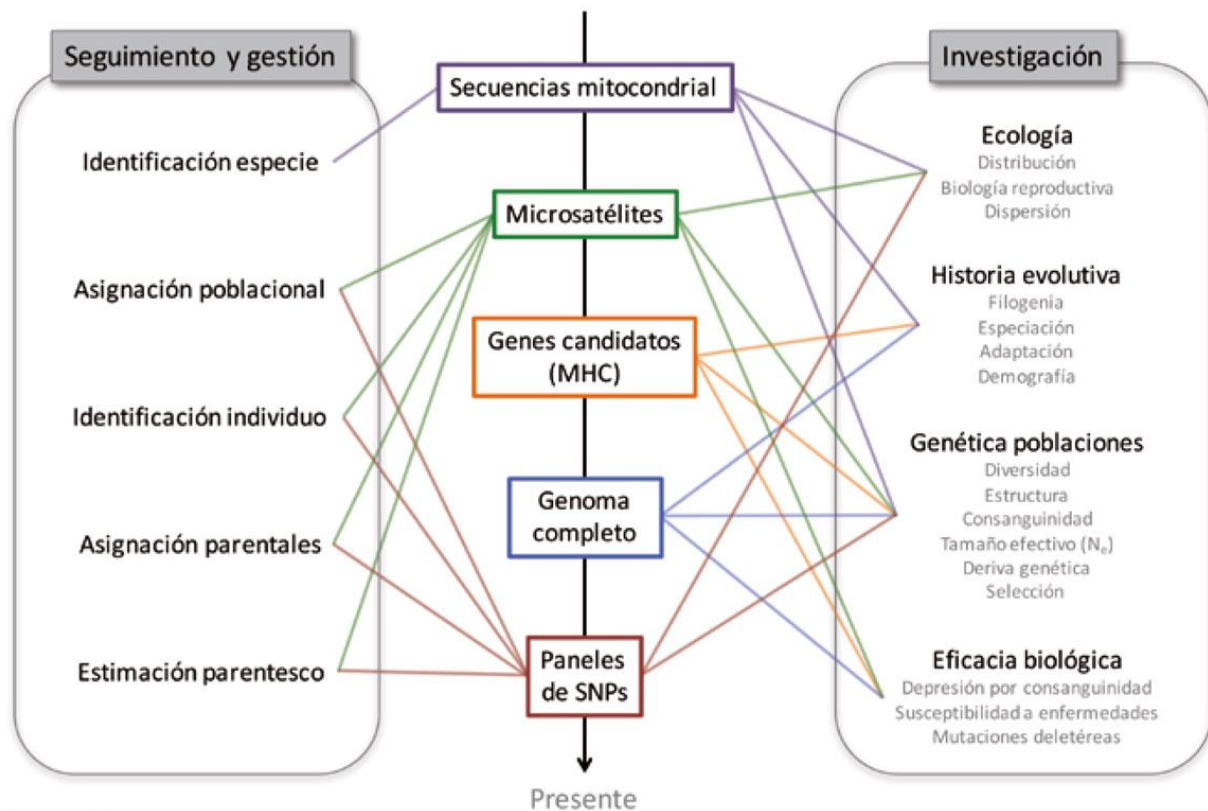 Seguimiento y gestión
Identificación especie
Asignación poblacional
Identificación individuo
Asignación parentales
Estimación parentesco
Secuencias mitocondrial
Microsatélites
Genes candidatos
(MHC)
Genoma
completo
Paneles
de SNPs
Presente
Investigación
Ecología
Distribución
Biología reproductiva
Dispersión
Historia evolutiva
Filogenia
Especiación
Adaptación
Demografía
Genética poblaciones
Diversidad
Estructura
Consanguinidad
Tamaño efectivo (Nₑ)
Deriva genética
Selección
Eficacia biológica
Depresión por consanguinidad
Susceptibilidad a enfermedades
Mutaciones deletéreas